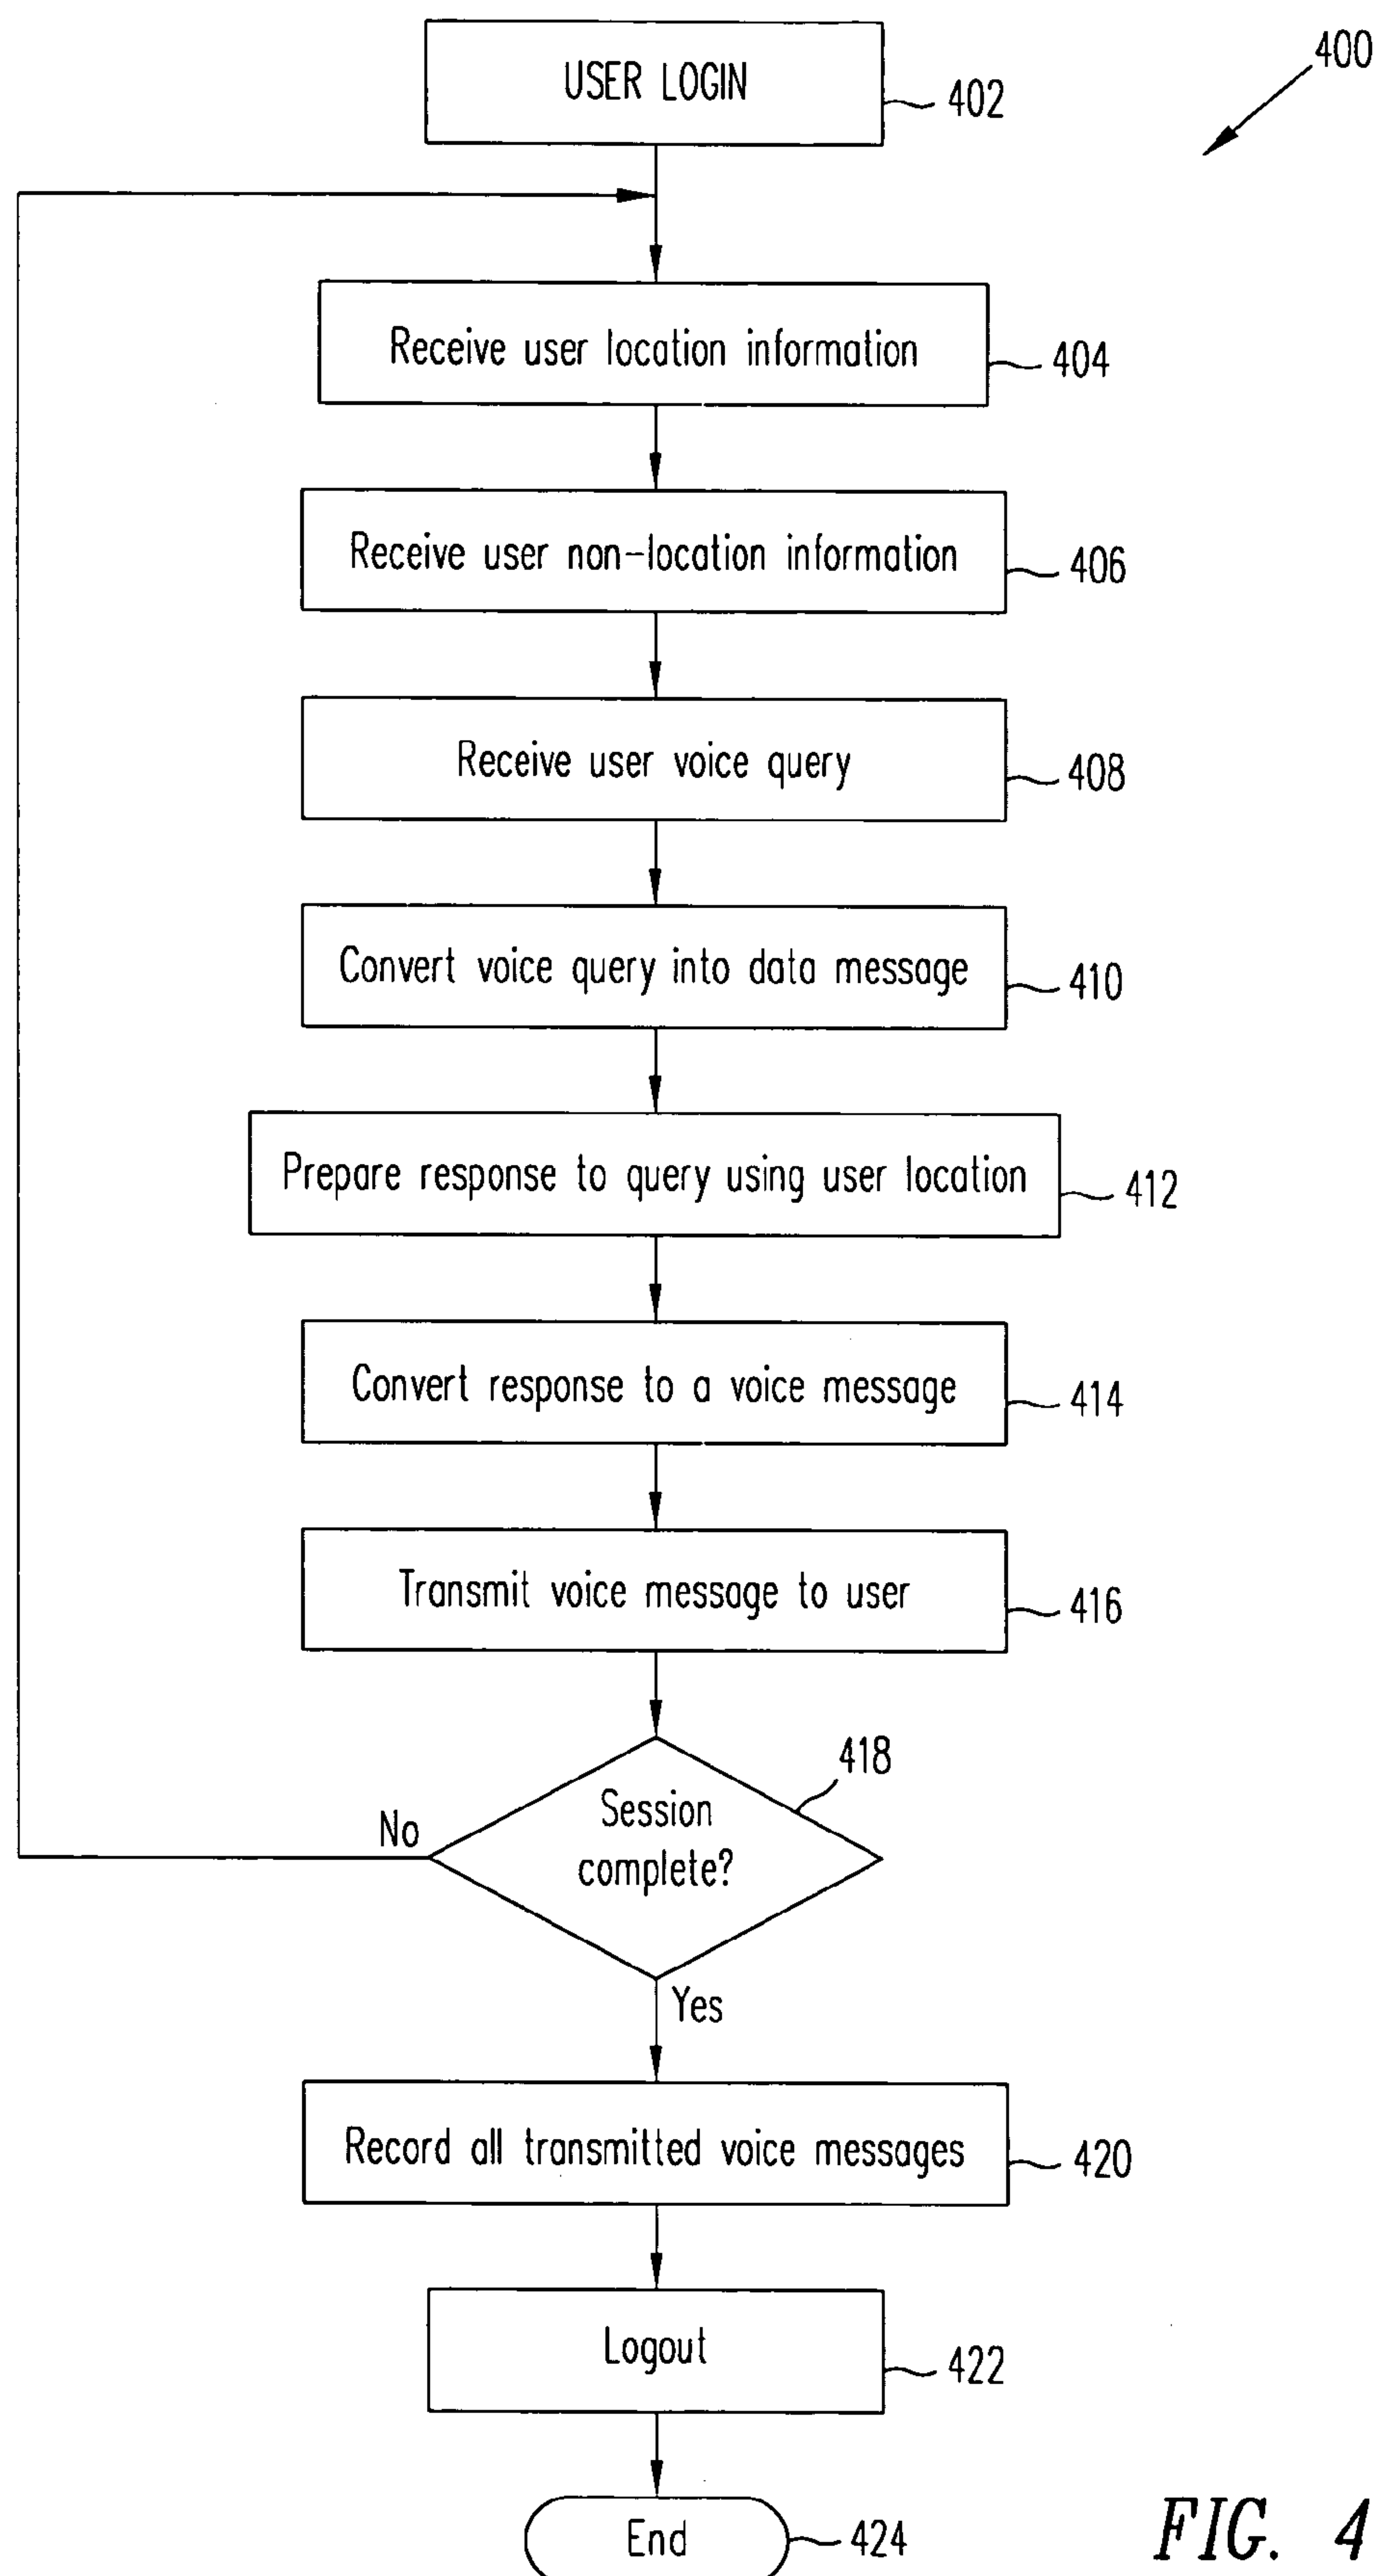 400
USER LOGIN
402
Receive user location information
404
Receive user non-location information
406
Receive user voice query
408
Convert voice query into data message
410
Prepare response to query using user location
412
Convert response to a voice message
414
Transmit voice message to user
416
418
Session
complete?
No
Yes
Record all transmitted voice messages
420
Logout
422
End
424
FIG. 4